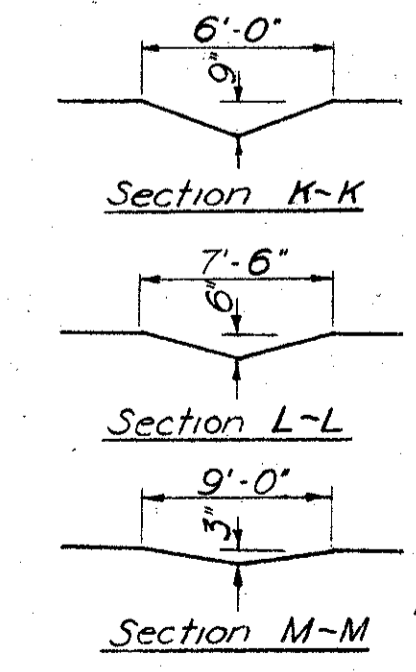 6'-0"
9"
Section K~K
7'-6"
6"
Section L~L
9'-0"
3"
Section M~M